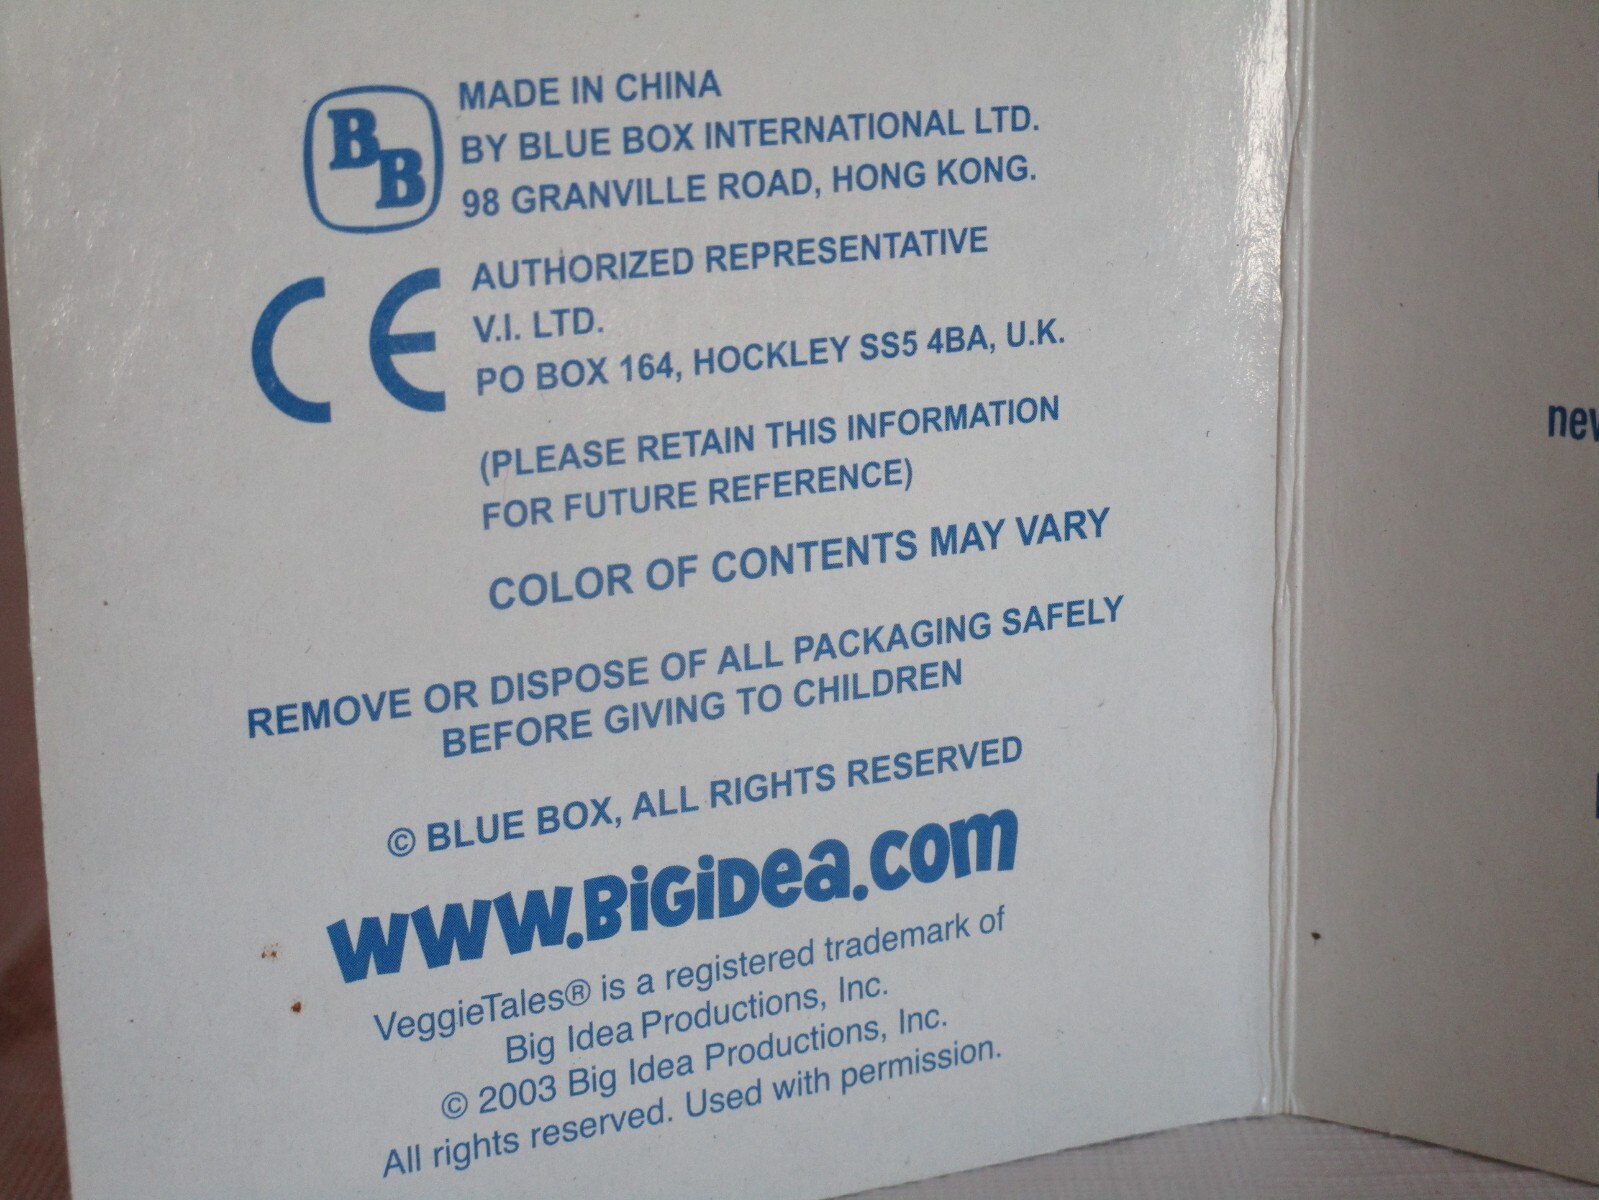 BB
MADE IN CHINA
BY BLUE BOX INTERNATIONAL LTD.
98 GRANVILLE ROAD, HONG KONG.
CE
AUTHORIZED REPRESENTATIVE
V.I. LTD.
PO BOX 164, HOCKLEY SS5 4BA, U.K.
(PLEASE RETAIN THIS INFORMATION
FOR FUTURE REFERENCE)
COLOR OF CONTENTS MAY VARY
REMOVE OR DISPOSE OF ALL PACKAGING SAFELY
BEFORE GIVING TO CHILDREN
© BLUE BOX, ALL RIGHTS RESERVED
www.BiGiDea.com
VeggieTales® is a registered trademark of
Big Idea Productions, Inc.
© 2003 Big Idea Productions, Inc.
All rights reserved. Used with permission.